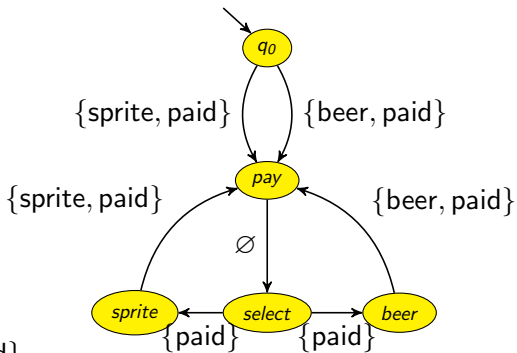 q0
{sprite, paid} {beer, paid}
pay
{sprite, paid} {beer, paid}
∅
sprite select beer
{paid} {paid}